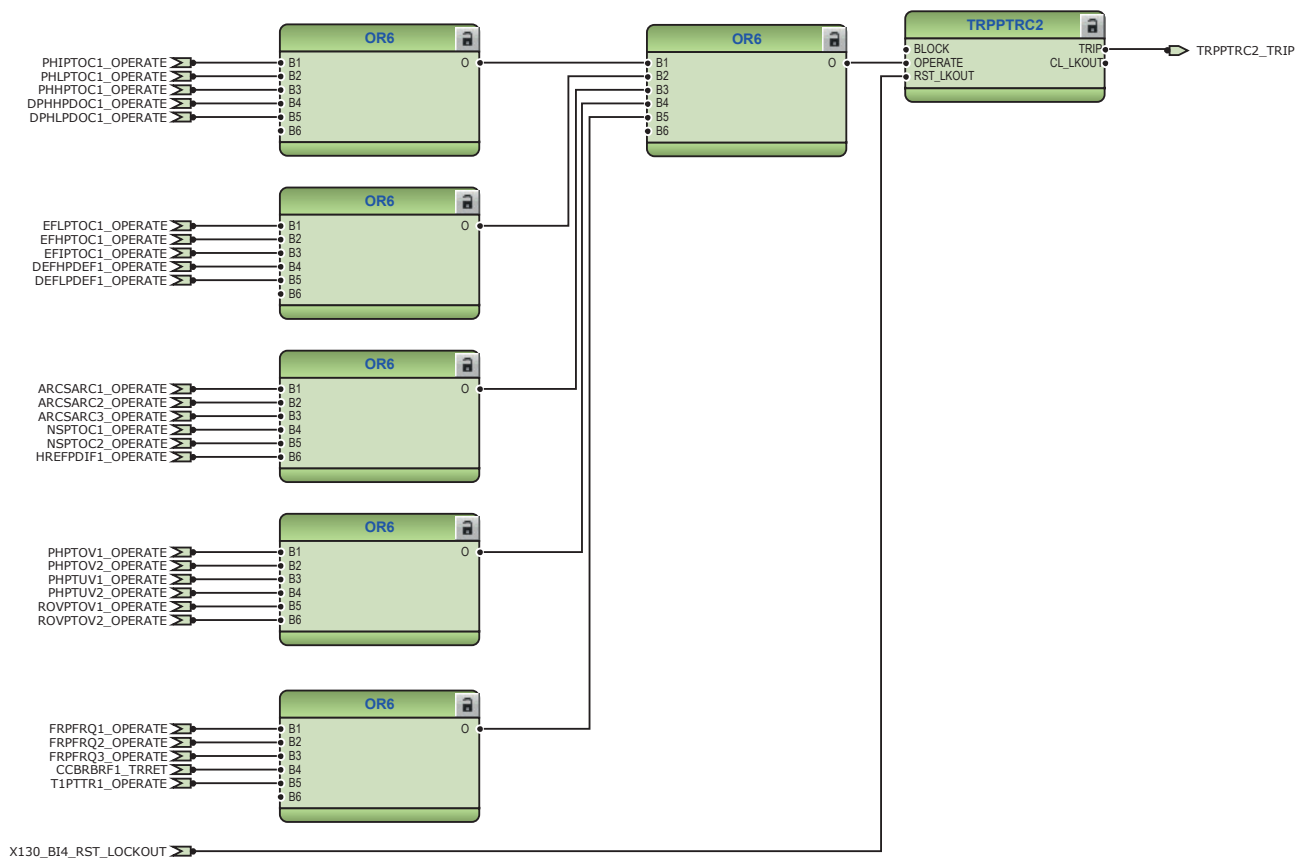 OR6
PHIPTOC1_OPERATE B1 O
PHLPTOC1_OPERATE B2
PHHPTOC1_OPERATE B3
DPHHPDOC1_OPERATE B4
DPHLPDOC1_OPERATE B5
B6
OR6
B1 O
B2
B3
B4
B5
B6
TRPPTRC2
BLOCK TRIP
OPERATE CL_LKOUT
RST_LKOUT
TRPPTRC2_TRIP
OR6
EFLPTOC1_OPERATE B1 O
EFHPTOC1_OPERATE B2
EFIPTOC1_OPERATE B3
DEFHPDEF1_OPERATE B4
DEFLPDEF1_OPERATE B5
B6
OR6
ARCSARC1_OPERATE B1 O
ARCSARC2_OPERATE B2
ARCSARC3_OPERATE B3
NSPTOC1_OPERATE B4
NSPTOC2_OPERATE B5
HREFPDIF1_OPERATE B6
OR6
PHPTOV1_OPERATE B1 O
PHPTOV2_OPERATE B2
PHPTUV1_OPERATE B3
PHPTUV2_OPERATE B4
ROVPTOV1_OPERATE B5
ROVPTOV2_OPERATE B6
OR6
FRPFRQ1_OPERATE B1 O
FRPFRQ2_OPERATE B2
FRPFRQ3_OPERATE B3
CCBRBRF1_TRRET B4
T1PTTR1_OPERATE B5
B6
X130_BI4_RST_LOCKOUT